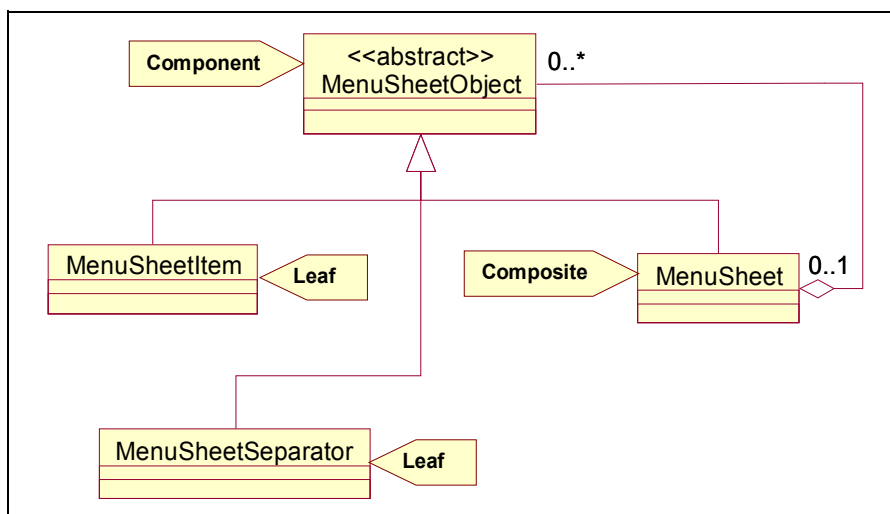 Component
<<abstract>>
MenuSheetObject
0..*
MenuSheetItem
Leaf
Composite
MenuSheet
0..1
MenuSheetSeparator
Leaf